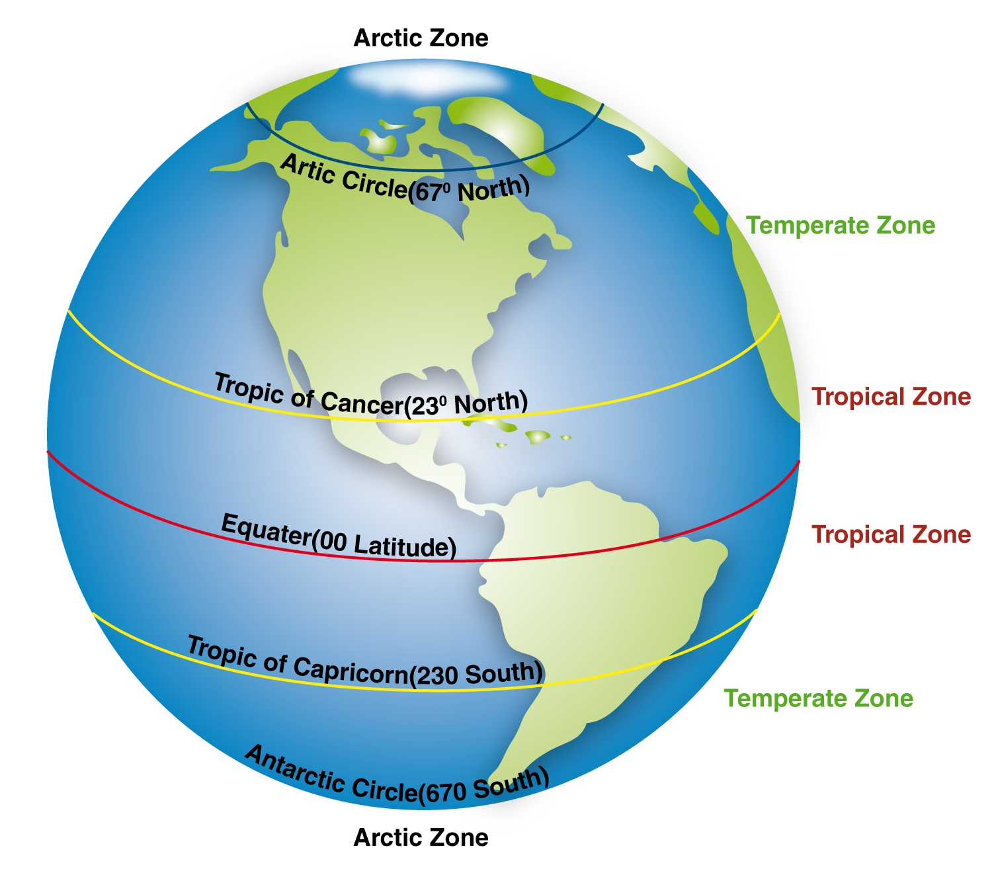 Arctic Zone
Artic Circle(67⁰ North)
Temperate Zone
Tropic of Cancer(23⁰ North)
Tropical Zone
Equater(00 Latitude)
Tropical Zone
Tropic of Capricorn(230 South)
Temperate Zone
Antarctic Circle(670 South)
Arctic Zone